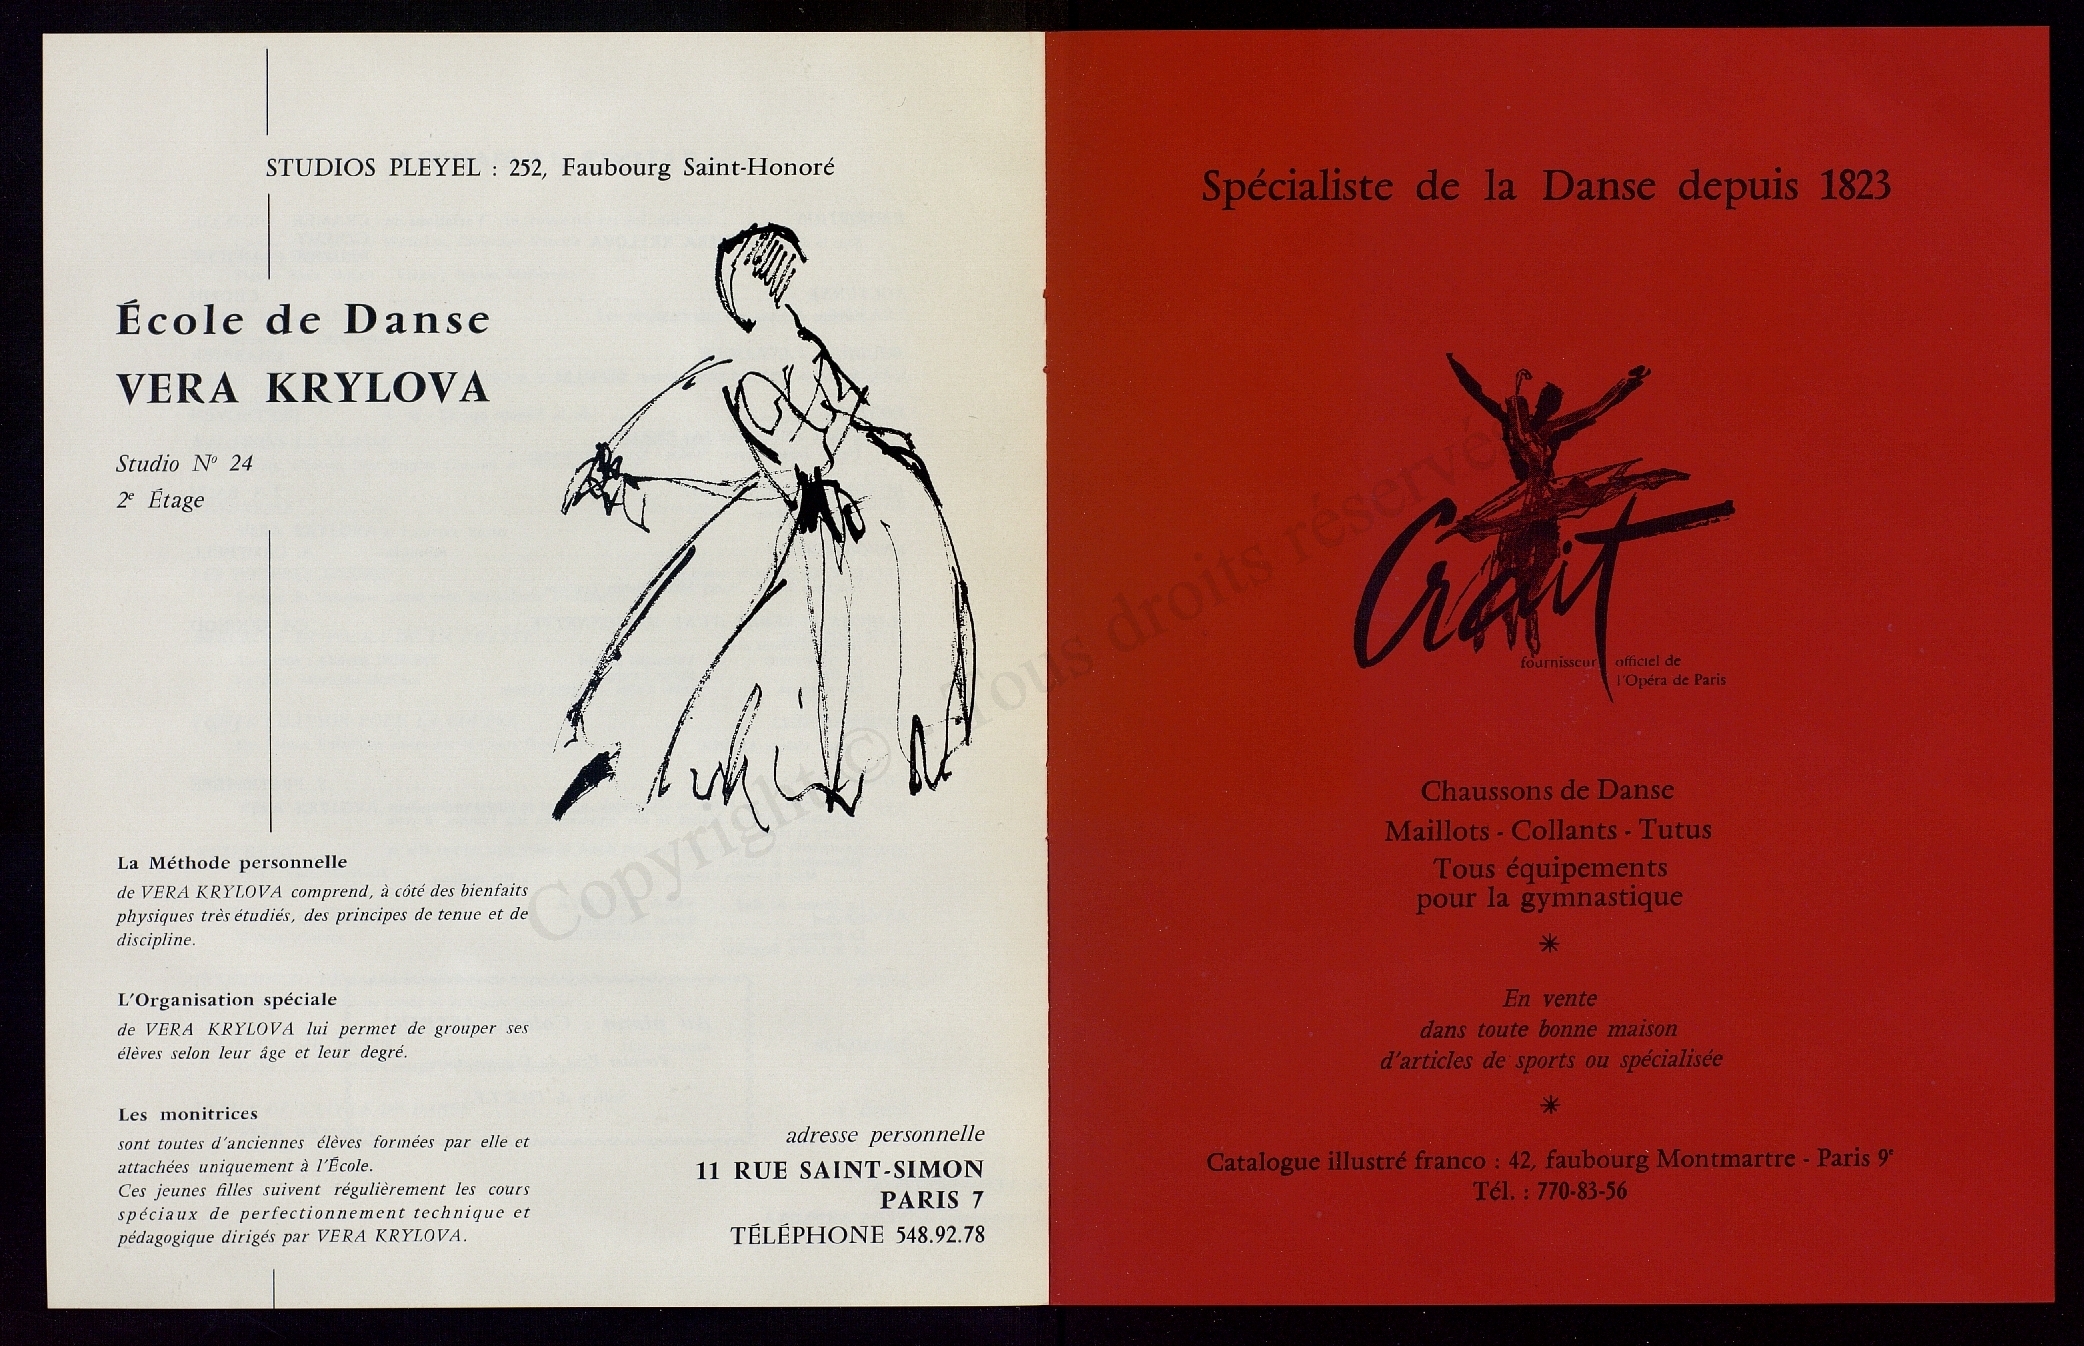 STUDIOS PLEYEL : 252, Faubourg Saint-Honoré
École de Danse
VERA KRYLOVA
Studio Nº 24
2e Étage
La Méthode personnelle
de VERA KRYLOVA comprend, à côté des bienfaits
physiques très étudiés, des principes de tenue et de
discipline.
L'Organisation spéciale
de VERA KRYLOVA lui permet de grouper ses
élèves selon leur âge et leur degré.
Les monitrices
sont toutes d'anciennes élèves formées par elle et
attachées uniquement à l'École.
Ces jeunes filles suivent régulièrement les cours
spéciaux de perfectionnement technique et
pédagogique dirigés par VERA KRYLOVA.
adresse personnelle
11 RUE SAINT-SIMON
PARIS 7
TÉLÉPHONE 548.92.78
Spécialiste de la Danse depuis 1823
Crait
fournisseur officiel de
l'Opéra de Paris
Chaussons de Danse
Maillots - Collants - Tutus
Tous équipements
pour la gymnastique
*
En vente
dans toute bonne maison
d'articles de sports ou spécialisée
*
Catalogue illustré franco : 42, faubourg Montmartre - Paris 9e
Tél. : 770-83-56
Copyright © - Tous droits réservés